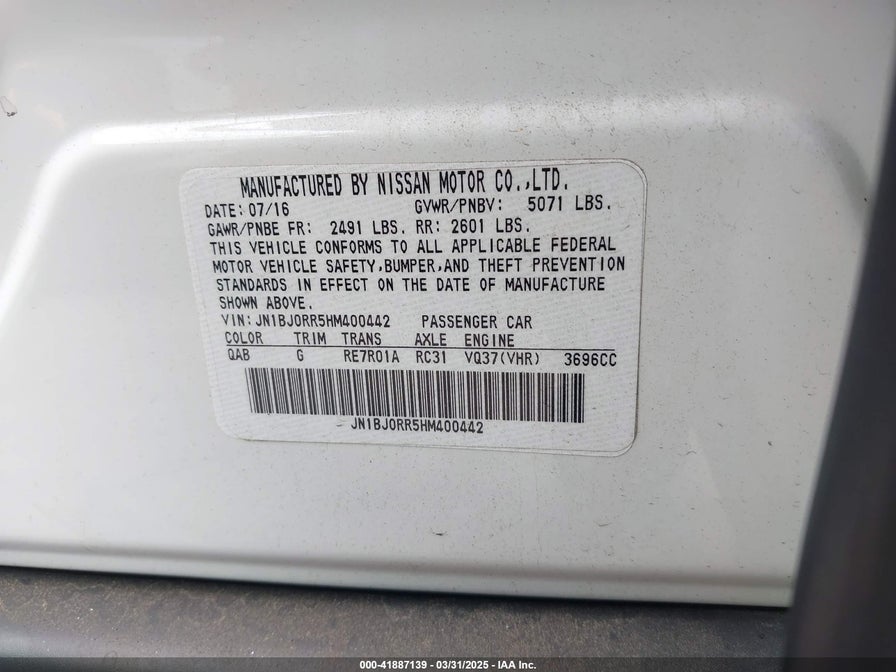 MANUFACTURED BY NISSAN MOTOR CO.,LTD.
DATE: 07/16 GVWR/PNBV: 5071 LBS.
GAWR/PNBE FR: 2491 LBS. RR: 2601 LBS.
THIS VEHICLE CONFORMS TO ALL APPLICABLE FEDERAL
MOTOR VEHICLE SAFETY,BUMPER,AND THEFT PREVENTION
STANDARDS IN EFFECT ON THE DATE OF MANUFACTURE
SHOWN ABOVE.
VIN: JN1BJ0RR5HM400442 PASSENGER CAR
COLOR TRIM TRANS AXLE ENGINE
QAB G RE7R01A RC31 VQ37(VHR) 3696CC
JN1BJ0RR5HM400442
000-41887139 — 03/31/2025 — IAA Inc.